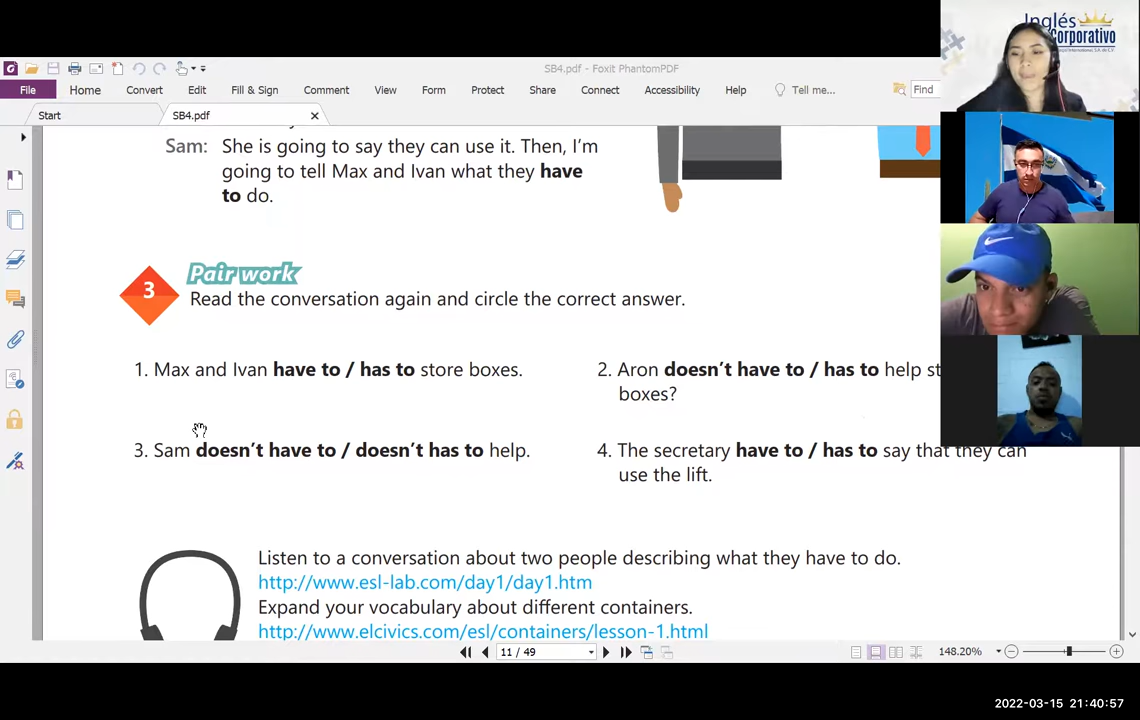 Inglés
Corporativo
SB4.pdf - Foxit PhantomPDF
File Home Convert Edit Fill & Sign Comment View Form Protect Share Connect Accessibility Help Tell me... Find
Start SB4.pdf
Sam: She is going to say they can use it. Then, I'm
going to tell Max and Ivan what they have
to do.
3 Pair work
Read the conversation again and circle the correct answer.
1. Max and Ivan have to / has to store boxes.
2. Aron doesn't have to / has to help
boxes?
3. Sam doesn't have to / doesn't has to help.
4. The secretary have to / has to say that they can
use the lift.
Listen to a conversation about two people describing what they have to do.
http://www.esl-lab.com/day1/day1.htm
Expand your vocabulary about different containers.
http://www.elcivics.com/esl/containers/lesson-1.html
11 / 49
148.20%
2022-03-15 21:40:57